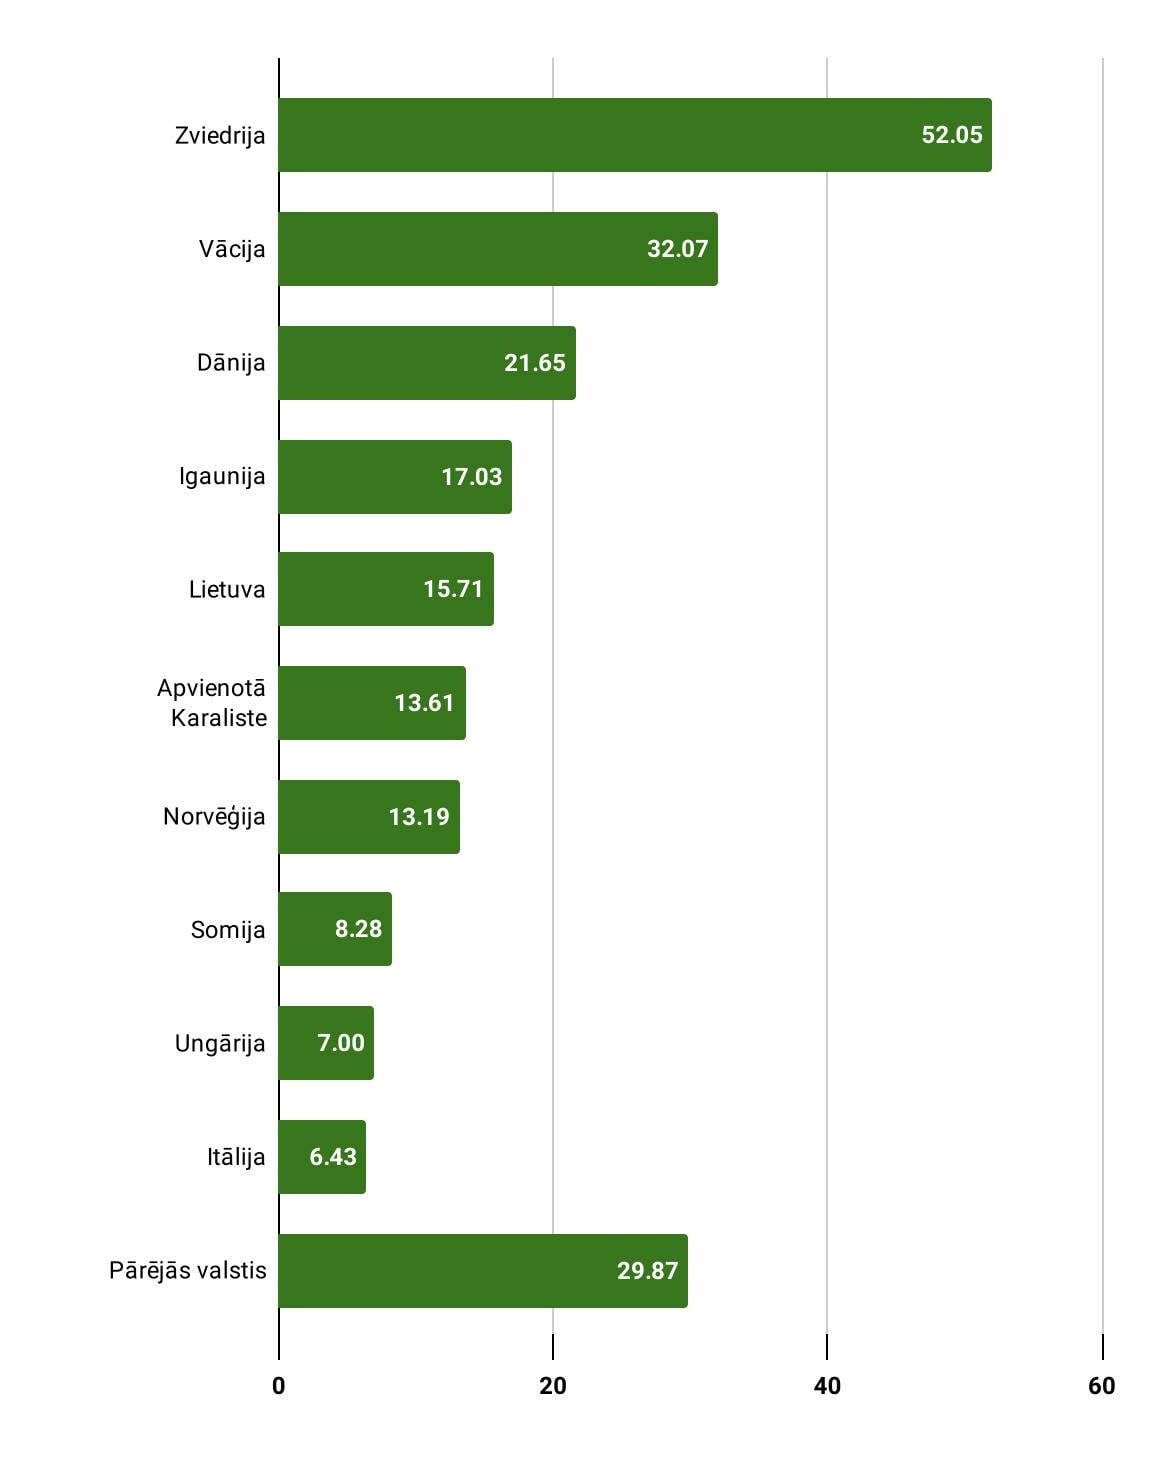 Zviedrija
52.05
Vācija
32.07
Dānija
21.65
Igaunija
17.03
Lietuva
15.71
Apvienotā
Karaliste
13.61
Norvēģija
13.19
Somija
8.28
Ungārija
7.00
Itālija
6.43
Pārējās valstis
29.87
0
20
40
60